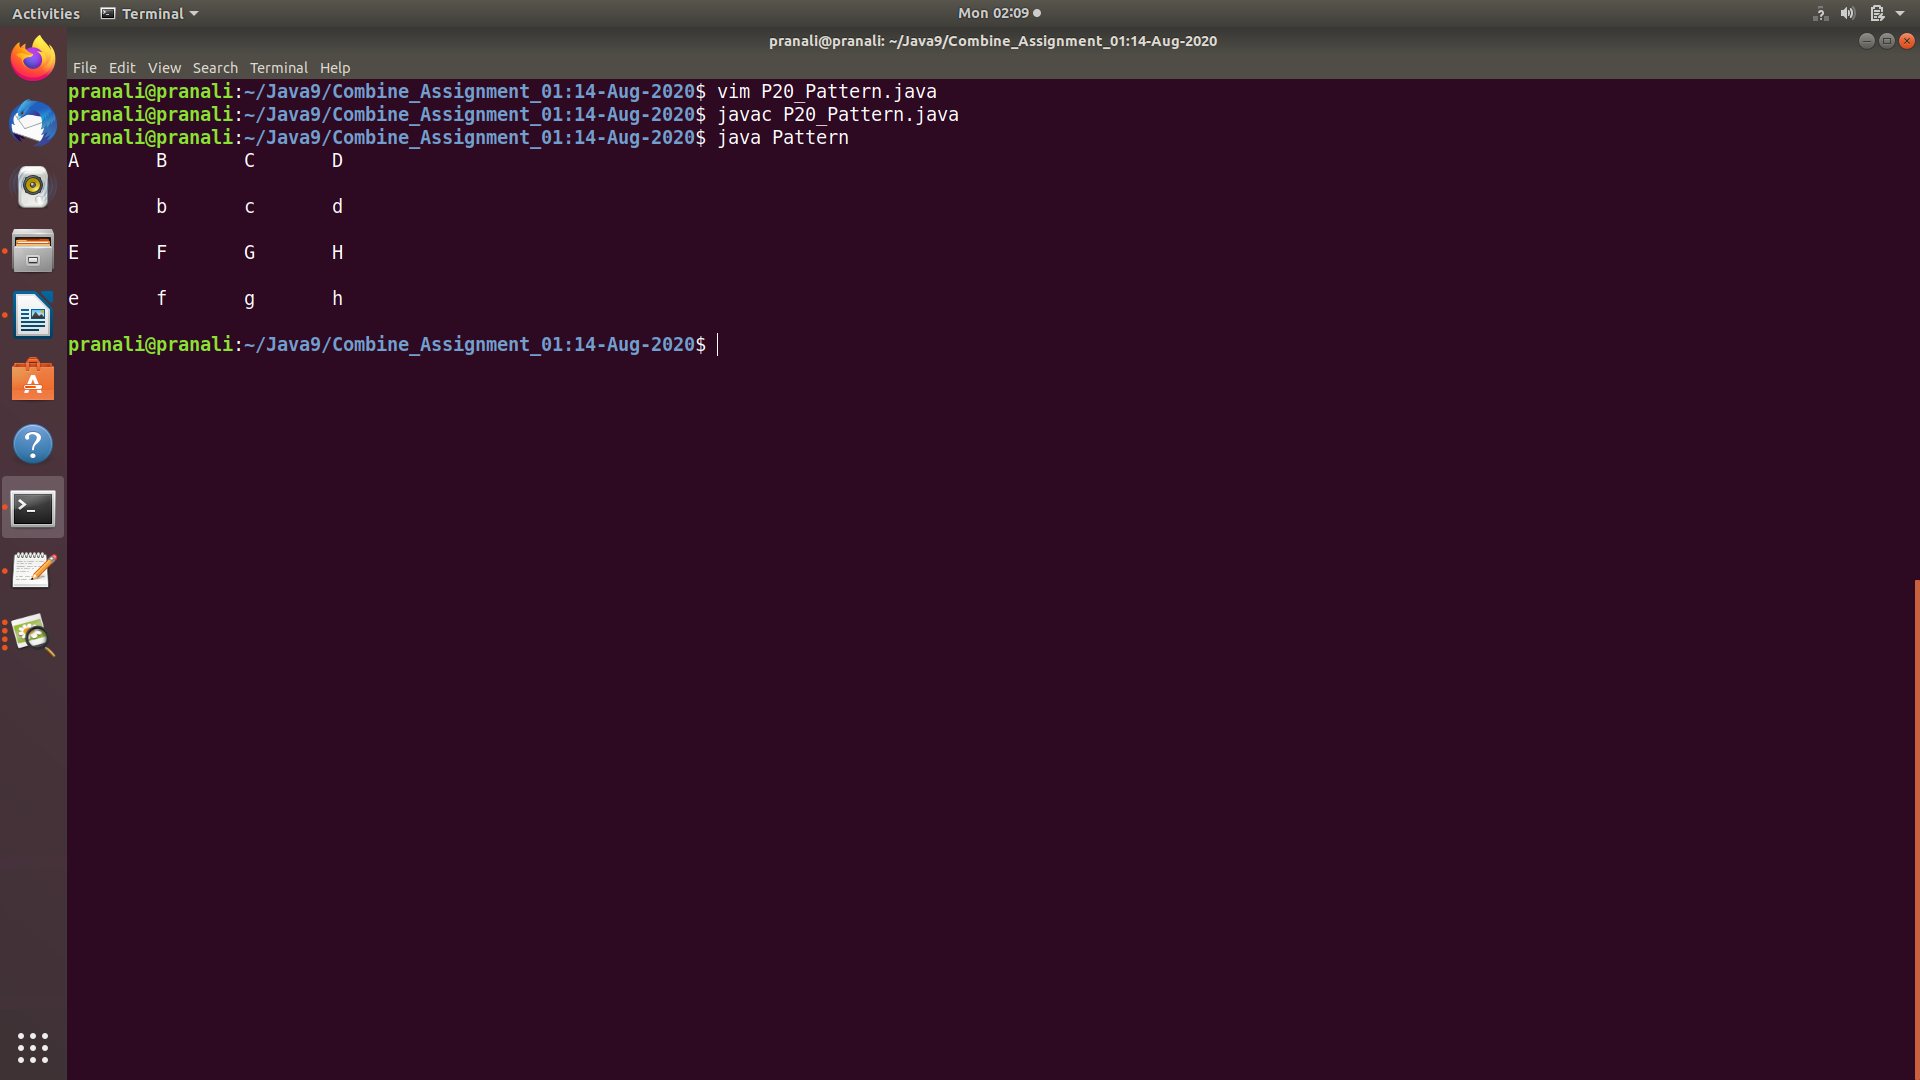 Activities Terminal Mon 02:09
pranali@pranali: ~/Java9/Combine_Assignment_01:14-Aug-2020
File Edit View Search Terminal Help
pranali@pranali:~/Java9/Combine_Assignment_01:14-Aug-2020$ vim P20_Pattern.java
pranali@pranali:~/Java9/Combine_Assignment_01:14-Aug-2020$ javac P20_Pattern.java
pranali@pranali:~/Java9/Combine_Assignment_01:14-Aug-2020$ java Pattern
A B C D
a b c d
E F G H
e f g h
pranali@pranali:~/Java9/Combine_Assignment_01:14-Aug-2020$